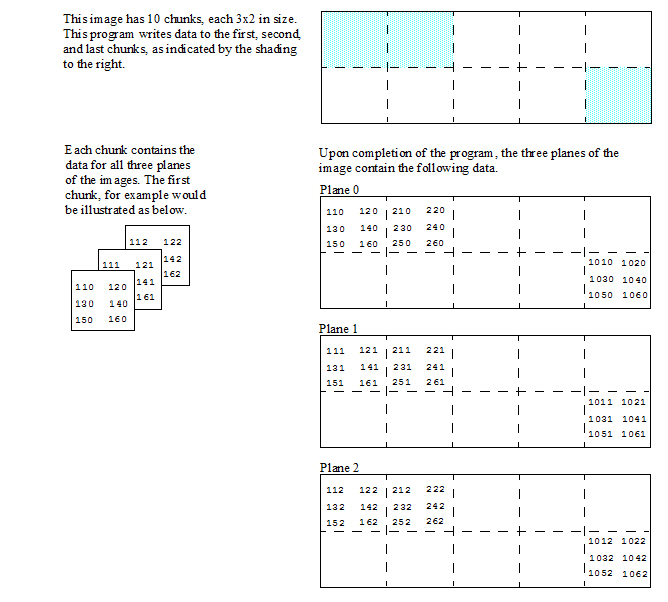 This image has 10 chunks, each 3x2 in size.
This program writes data to the first, second,
and last chunks, as indicated by the shading
to the right.
Each chunk contains the
data for all three planes
of the images. The first
chunk, for example would
be illustrated as below.
112 122
111 121 142
162
110 120 141
161
130 140
150 160
Upon completion of the program, the three planes of the
image contain the following data.
Plane 0
110 120 210 220
130 140 230 240
150 160 250 260
1010 1020
1030 1040
1050 1060
Plane 1
111 121 211 221
131 141 231 241
151 161 251 261
1011 1021
1031 1041
1051 1061
Plane 2
112 122 212 222
132 142 232 242
152 162 252 262
1012 1022
1032 1042
1052 1062